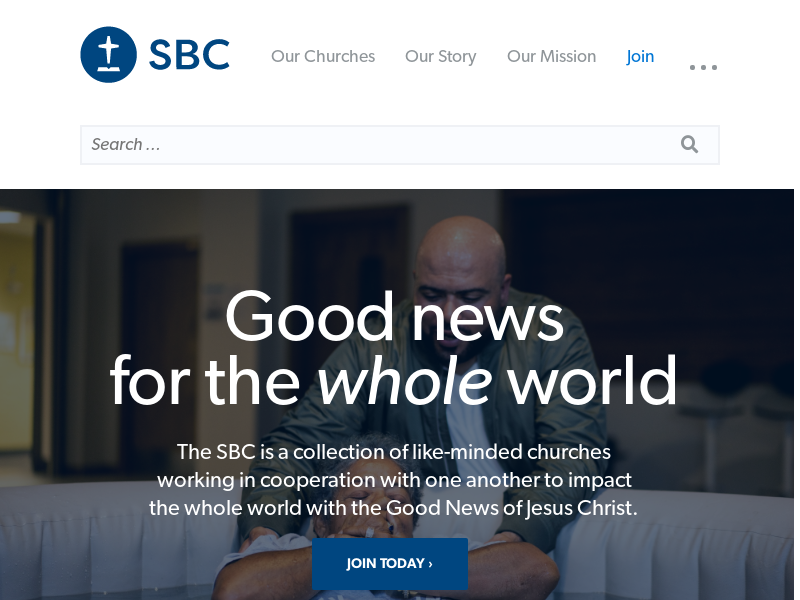 SBC
Our Churches
Our Story
Our Mission
Join
Search …
Good news
for the whole world
The SBC is a collection of like-minded churches
working in cooperation with one another to impact
the whole world with the Good News of Jesus Christ.
JOIN TODAY ›